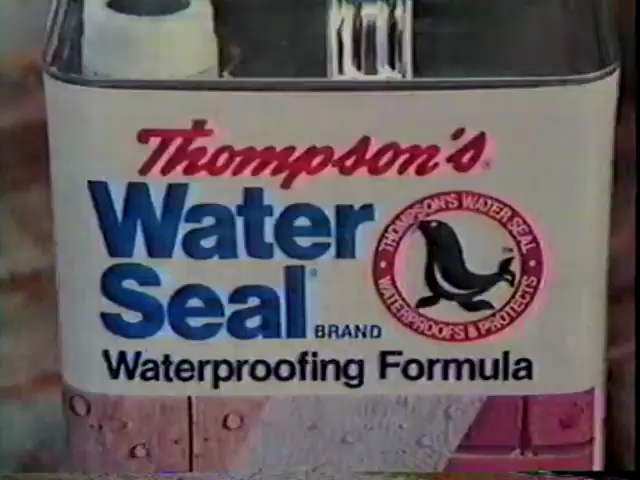 Thompson's
Water
Seal®
BRAND
THOMPSON'S WATER SEAL
WATERPROOFS & PROTECTS
Waterproofing Formula